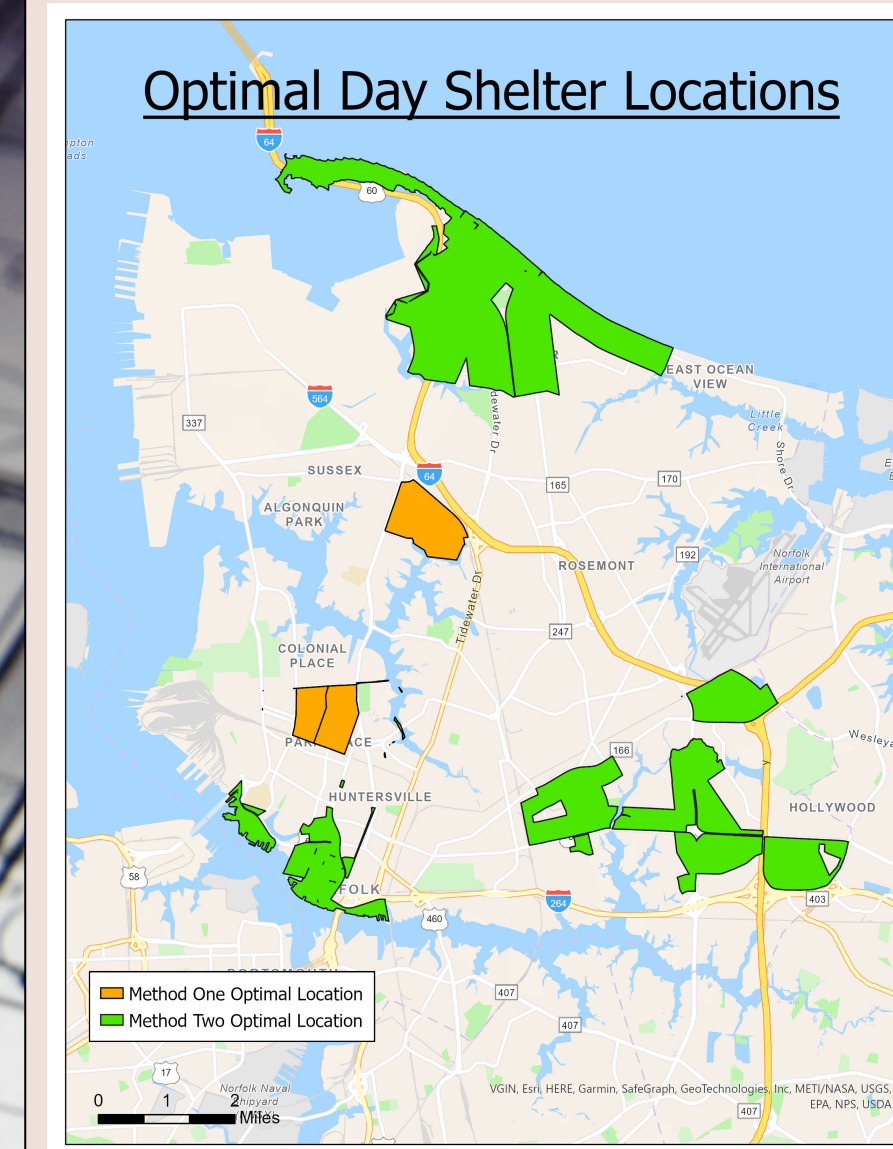 Optimal Day Shelter Locations
64
60
EAST OCEAN
VIEW
564
337
Little
Creek
Shore Dr
SUSSEX
64
165
170
ALGONQUIN
PARK
192
Norfolk
International
Airport
ROSEMONT
Tidewater Dr
247
COLONIAL
PLACE
166
HUNTERSVILLE
HOLLYWOOD
58
264
403
460
407
407
Method One Optimal Location
Method Two Optimal Location
17
Norfolk Naval
0 1 2
Miles
VGIN, Esri, HERE, Garmin, SafeGraph, GeoTechnologies, Inc, METI/NASA, USGS,
EPA, NPS, USDA
407